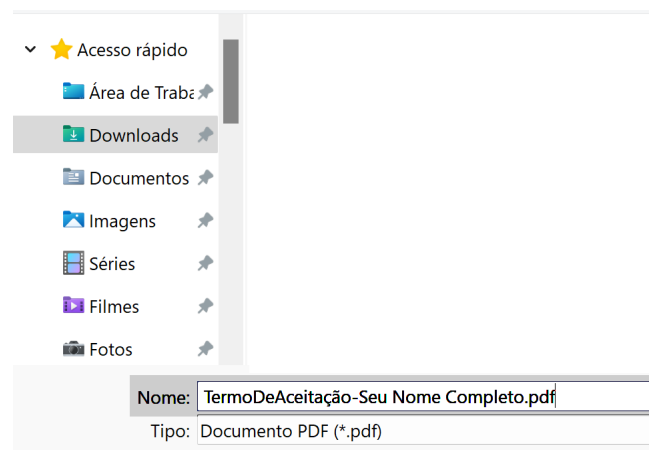 Acesso rápido
Área de Traba
Downloads
Documentos
Imagens
Séries
Filmes
Fotos
Nome: TermoDeAceitação-Seu Nome Completo.pdf
Tipo: Documento PDF (*.pdf)